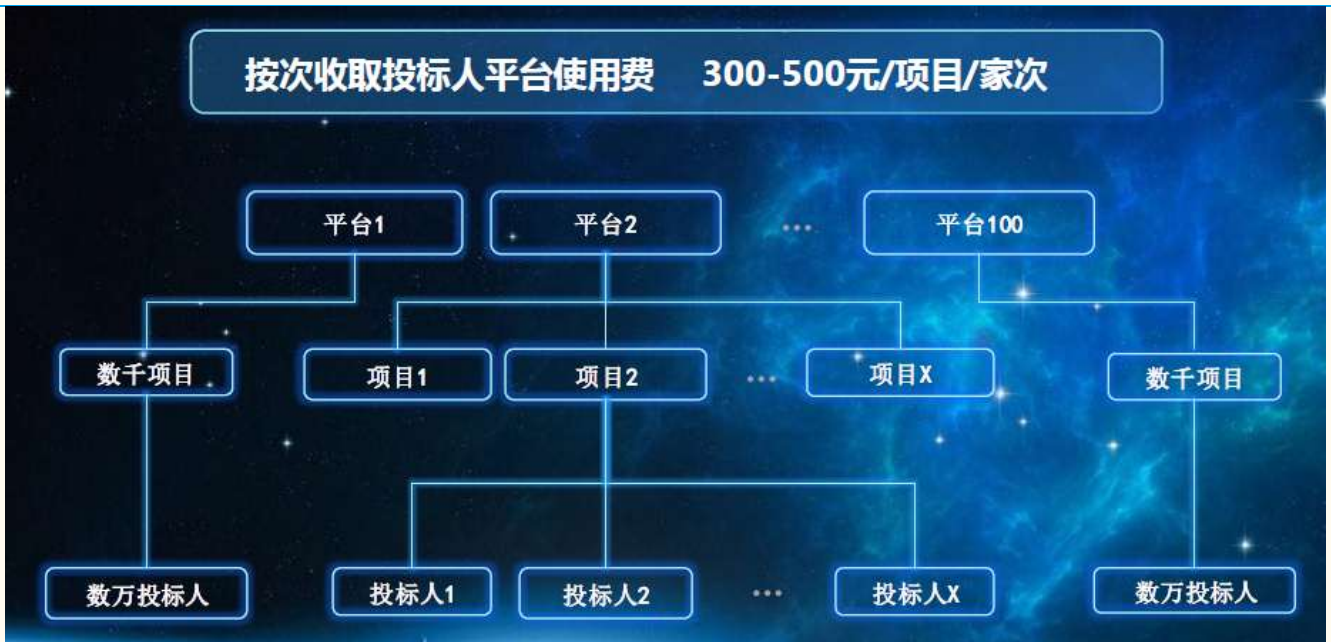 按次收取投标人平台使用费 300-500元/项目/家次
平台1 平台2 ... 平台100
数千项目 项目1 项目2 ... 项目X 数千项目
数万投标人 投标人1 投标人2 ... 投标人X 数万投标人